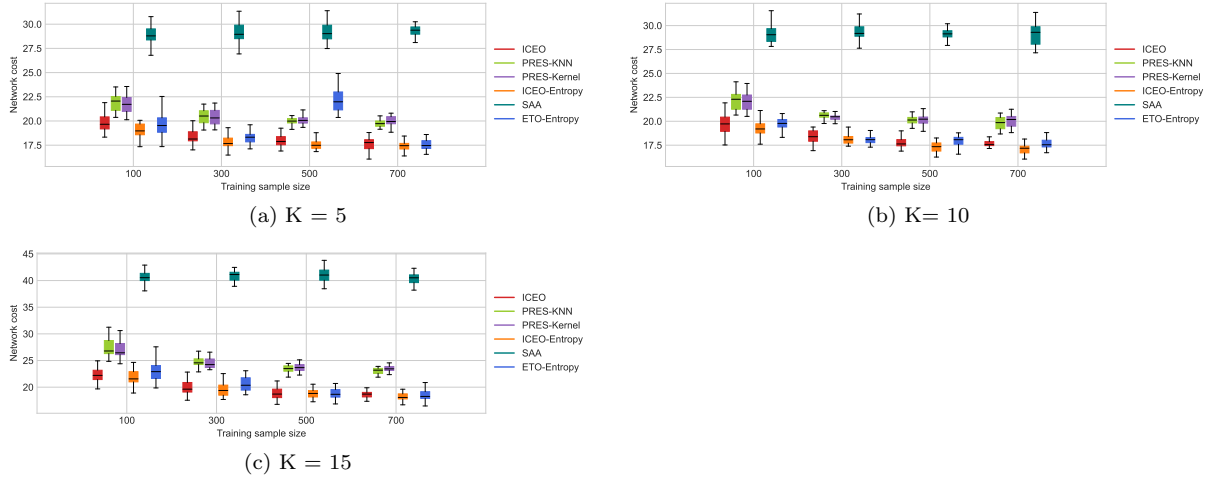 30.0
27.5
25.0
22.5
20.0
17.5
Network cost
100
300
500
700
Training sample size
ICEO
PRES-KNN
PRES-Kernel
ICEO-Entropy
SAA
ETO-Entropy
(a) K = 5
30.0
27.5
25.0
22.5
20.0
17.5
Network cost
100
300
500
700
Training sample size
ICEO
PRES-KNN
PRES-Kernel
ICEO-Entropy
SAA
ETO-Entropy
(b) K= 10
45
40
35
30
25
20
Network cost
100
300
500
700
Training sample size
ICEO
PRES-KNN
PRES-Kernel
ICEO-Entropy
SAA
ETO-Entropy
(c) K = 15